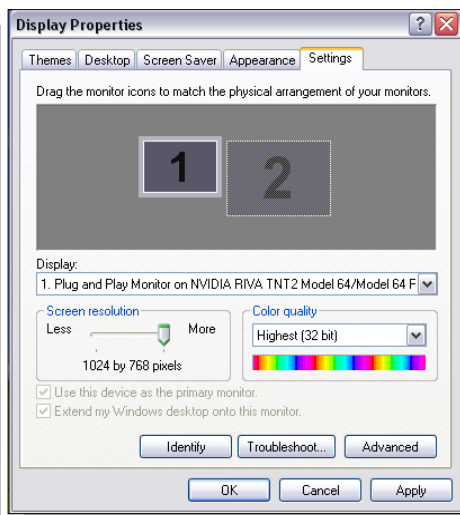 Display Properties
Themes Desktop Screen Saver Appearance Settings
Drag the monitor icons to match the physical arrangement of your monitors.
1 2
Display:
1. Plug and Play Monitor on NVIDIA RIVA TNT2 Model 64/Model 64 F
Screen resolution
Less More
1024 by 768 pixels
Color quality
Highest (32 bit)
Use this device as the primary monitor.
Extend my Windows desktop onto this monitor.
Identify Troubleshoot... Advanced
OK Cancel Apply